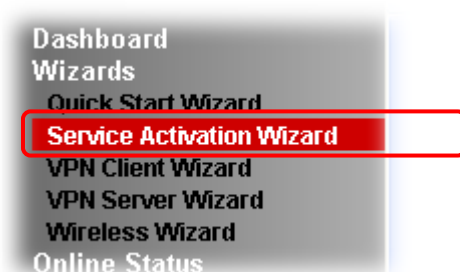 Dashboard
Wizards
Quick Start Wizard
Service Activation Wizard
VPN Client Wizard
VPN Server Wizard
Wireless Wizard
Online Status